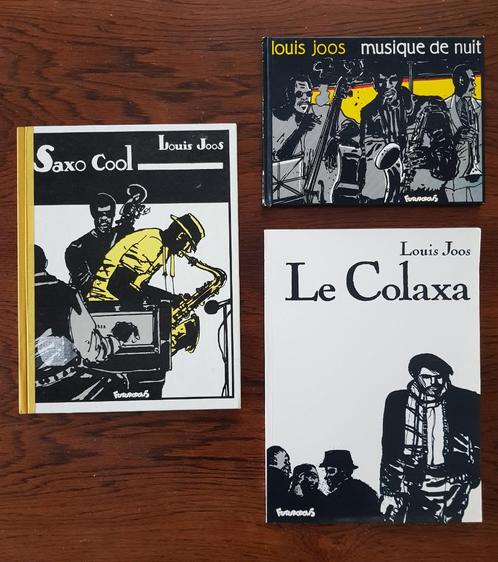 louis joos musique de nuit
FUTUROPOLIS
Saxo Cool Louis Joos
FUTUROPOLIS
Louis Joos
Le Colaxa
FUTUROPOLIS